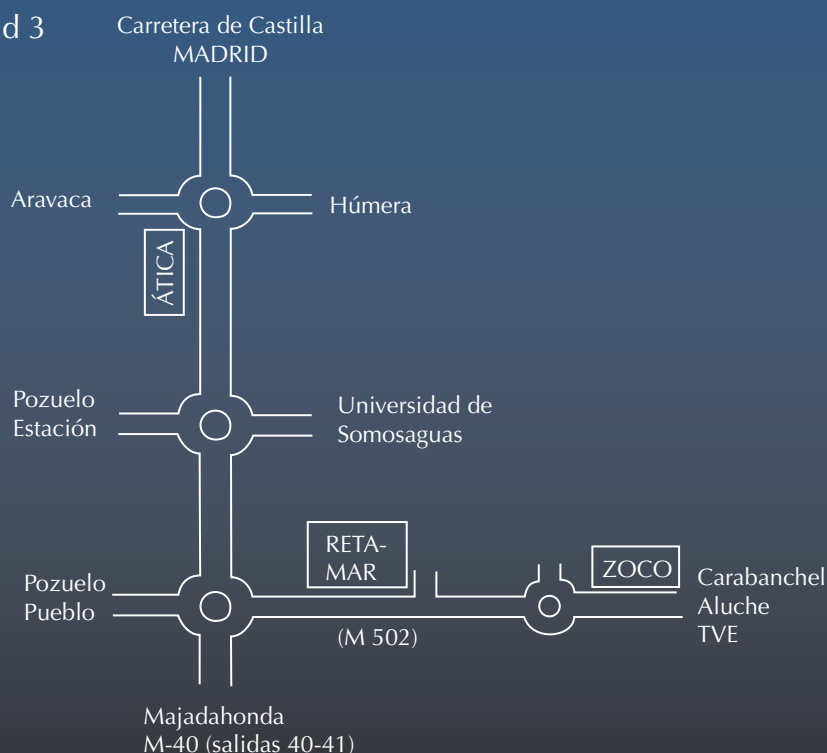 d 3
Carretera de Castilla
MADRID
Aravaca
Húmera
ÁTICA
Pozuelo
Estación
Universidad de
Somosaguas
RETA-
MAR
ZOCO
Pozuelo
Pueblo
Carabanchel
Aluche
TVE
(M 502)
Majadahonda
M-40 (salidas 40-41)